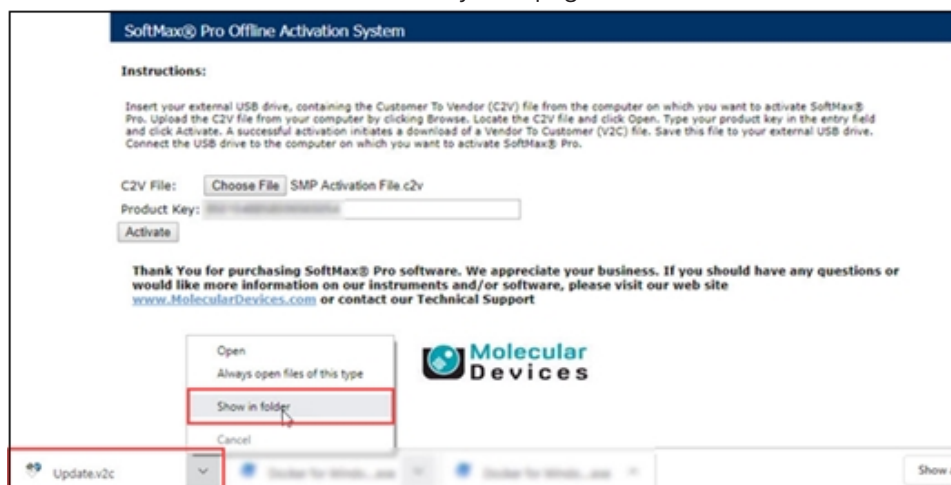 SoftMax® Pro Offline Activation System
Instructions:
Insert your external USB drive, containing the Customer To Vendor (C2V) file from the computer on which you want to activate SoftMax®
Pro. Upload the C2V file from your computer by clicking Browse. Locate the C2V file and click Open. Type your product key in the entry field
and click Activate. A successful activation initiates a download of a Vendor To Customer (V2C) file. Save this file to your external USB drive.
Connect the USB drive to the computer on which you want to activate SoftMax® Pro.
C2V File: Choose File SMP Activation File.c2v
Product Key:
Activate
Thank You for purchasing SoftMax® Pro software. We appreciate your business. If you should have any questions or
would like more information on our instruments and/or software, please visit our web site
www.MolecularDevices.com or contact our Technical Support
Open
Always open files of this type
Show in folder
Cancel
Molecular
Devices
Update.v2c
Show